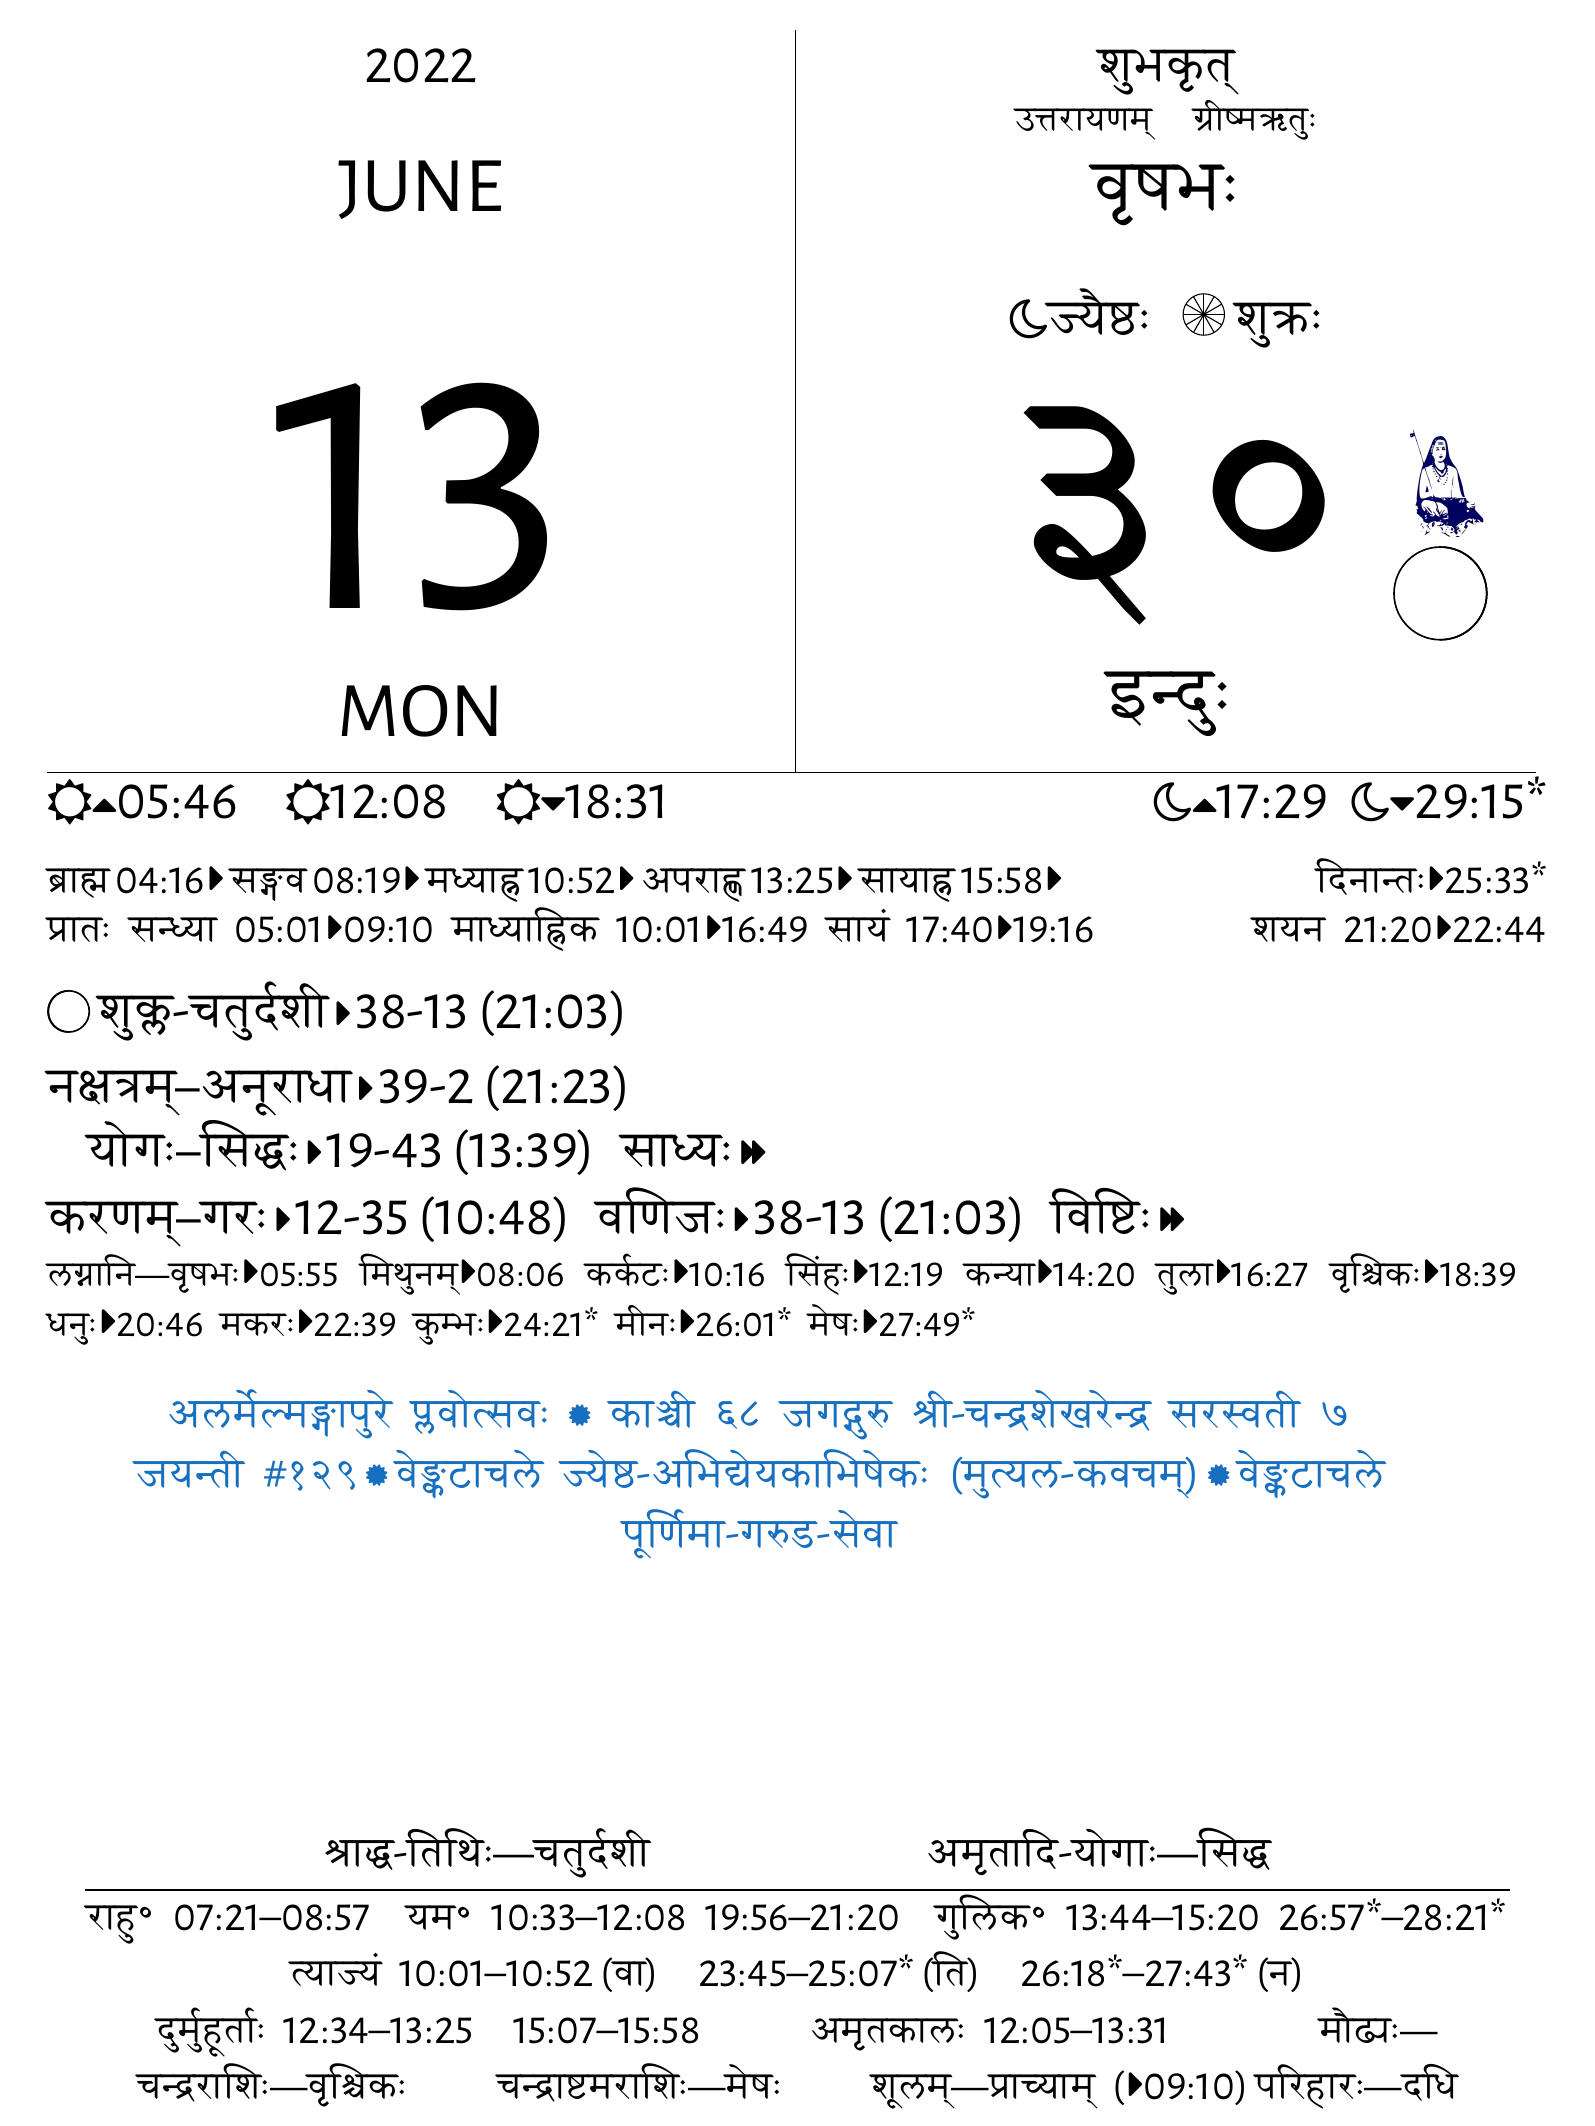 2022
JUNE
13
MON
शुभकृत्
उत्तरायणम् ग्रीष्मऋतुः
वृषभः
ज्यैष्ठः शुक्रः
३०
इन्दुः
05:46 12:08 18:31 17:29 29:15*
ब्राह्म 04:16 सङ्गव 08:19 मध्याह्न 10:52 अपराह्ण 13:25 सायाह्न 15:58 दिनान्तः 25:33*
प्रातः सन्ध्या 05:01 09:10 माध्याह्निक 10:01 16:49 सायं 17:40 19:16 शयन 21:20 22:44
शुक्ल-चतुर्दशी 38-13 (21:03)
नक्षत्रम्–अनूराधा 39-2 (21:23)
योगः–सिद्धः 19-43 (13:39) साध्यः
करणम्–गरः 12-35 (10:48) वणिजः 38-13 (21:03) विष्टिः
लग्नानि—वृषभः 05:55 मिथुनम् 08:06 कर्कटः 10:16 सिंहः 12:19 कन्या 14:20 तुला 16:27 वृश्चिकः 18:39
धनुः 20:46 मकरः 22:39 कुम्भः 24:21* मीनः 26:01* मेषः 27:49*
अलर्मेल्मङ्गापुरे प्लवोत्सवः काञ्ची ६८ जगद्गुरु श्री-चन्द्रशेखरेन्द्र सरस्वती ७
जयन्ती #१२९ वेङ्कटाचले ज्येष्ठ-अभिद्येयकाभिषेकः (मुत्यल-कवचम्) वेङ्कटाचले
पूर्णिमा-गरुड-सेवा
श्राद्ध-तिथिः—चतुर्दशी अमृतादि-योगाः—सिद्ध
राहु॰ 07:21–08:57 यम॰ 10:33–12:08 19:56–21:20 गुलिक॰ 13:44–15:20 26:57*–28:21*
त्याज्यं 10:01–10:52 (वा) 23:45–25:07* (ति) 26:18*–27:43* (न)
दुर्मुहूर्ताः 12:34–13:25 15:07–15:58 अमृतकालः 12:05–13:31 मौढ्यः—
चन्द्रराशिः—वृश्चिकः चन्द्राष्टमराशिः—मेषः शूलम्—प्राच्याम् (09:10) परिहारः—दधि